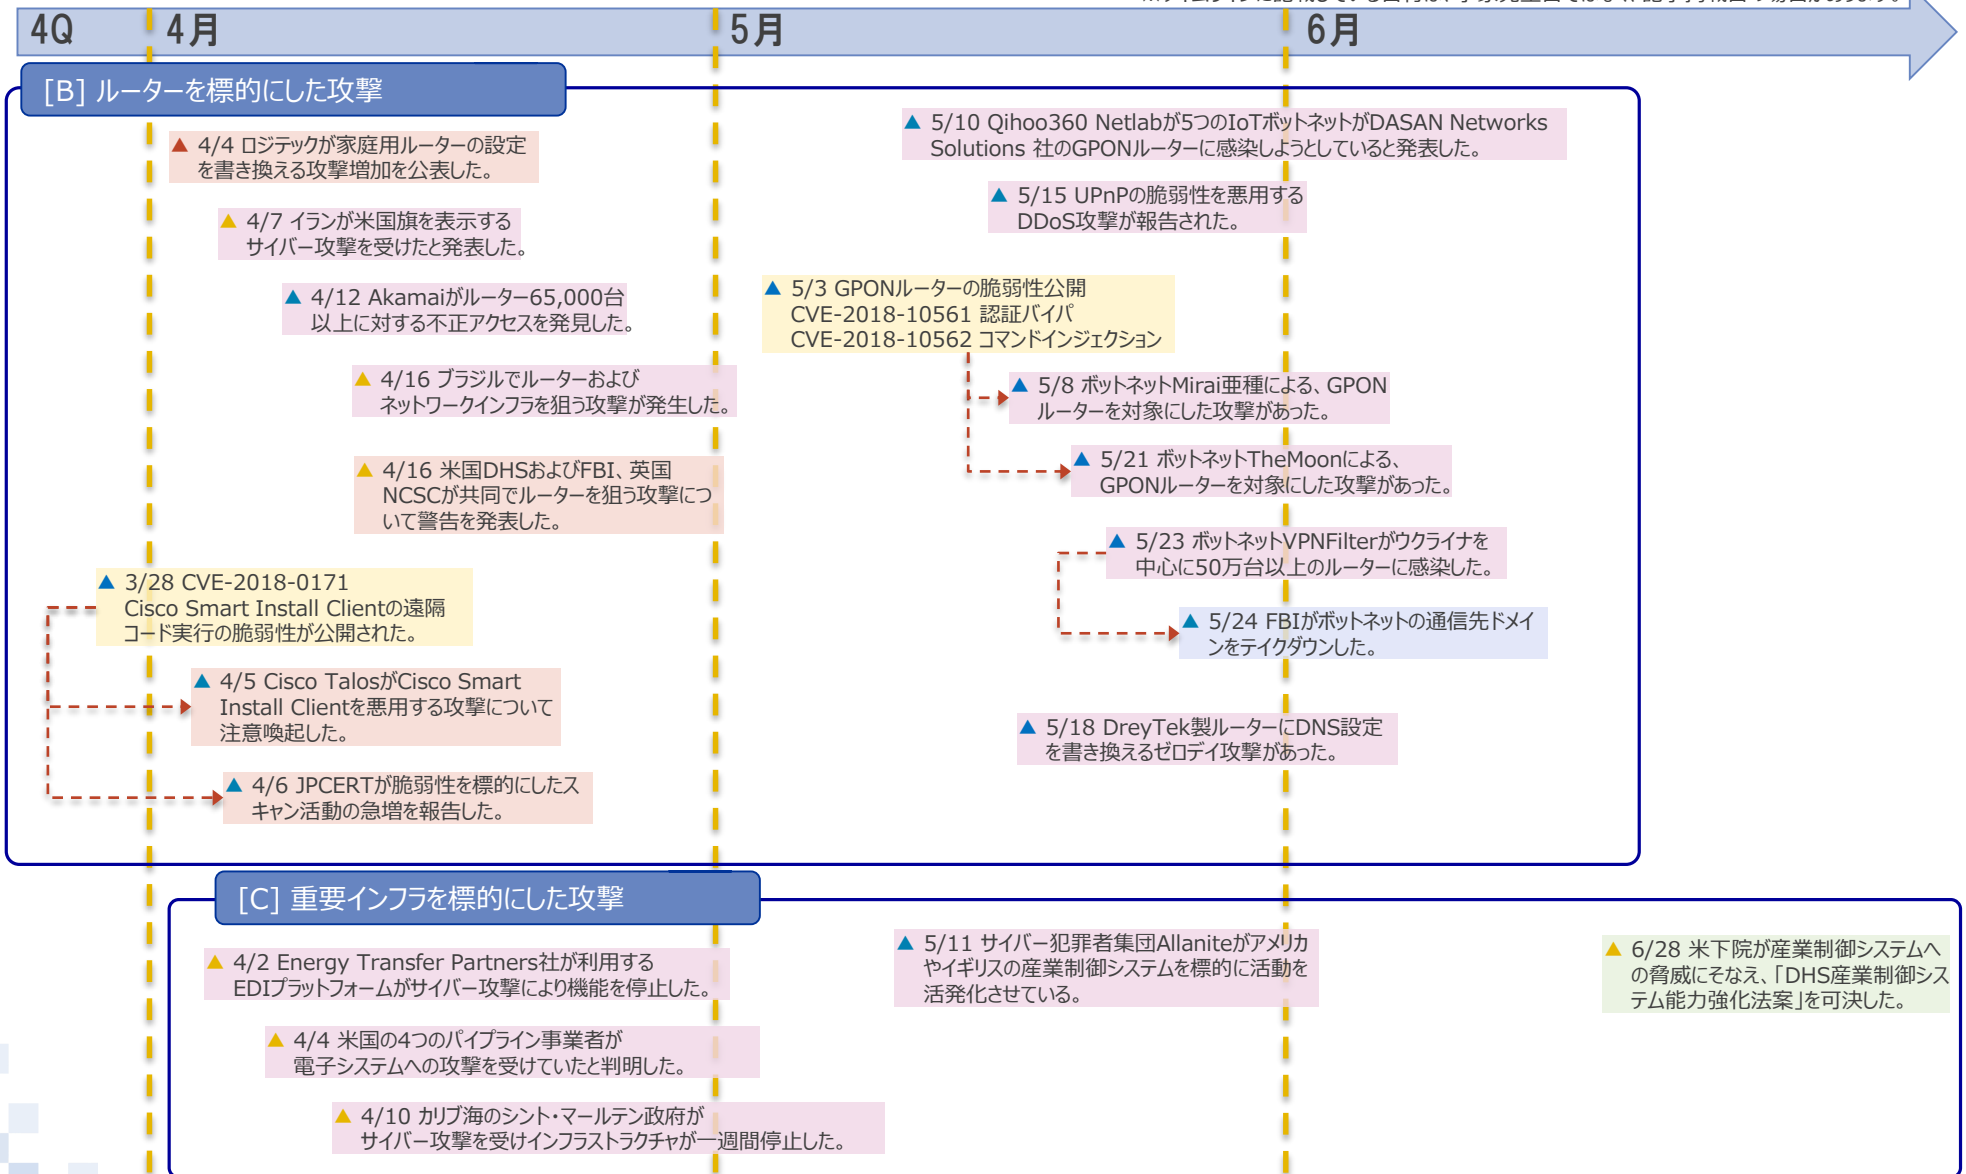 4Q
4月
5月
6月
[B] ルーターを標的にした攻撃
▲ 4/4 ロジテックが家庭用ルーターの設定
を書き換える攻撃増加を公表した。
▲ 4/7 イランが米国旗を表示する
サイバー攻撃を受けたと発表した。
▲ 4/12 Akamaiがルーター65,000台
以上に対する不正アクセスを発見した。
▲ 4/16 ブラジルでルーターおよび
ネットワークインフラを狙う攻撃が発生した。
▲ 4/16 米国DHSおよびFBI、英国
NCSCが共同でルーターを狙う攻撃につ
いて警告を発表した。
▲ 3/28 CVE-2018-0171
Cisco Smart Install Clientの遠隔
コード実行の脆弱性が公開された。
▲ 4/5 Cisco TalosがCisco Smart
Install Clientを悪用する攻撃について
注意喚起した。
▲ 4/6 JPCERTが脆弱性を標的にしたス
キャン活動の急増を報告した。
▲ 5/10 Qihoo360 Netlabが5つのIoTボットネットがDASAN Networks
Solutions 社のGPONルーターに感染しようとしていると発表した。
▲ 5/15 UPnPの脆弱性を悪用する
DDoS攻撃が報告された。
▲ 5/3 GPONルーターの脆弱性公開
CVE-2018-10561 認証バイパ
CVE-2018-10562 コマンドインジェクション
▲ 5/8 ボットネットMirai亜種による、GPON
ルーターを対象にした攻撃があった。
▲ 5/21 ボットネットTheMoonによる、
GPONルーターを対象にした攻撃があった。
▲ 5/23 ボットネットVPNFilterがウクライナを
中心に50万台以上のルーターに感染した。
▲ 5/24 FBIがボットネットの通信先ドメイ
ンをテイクダウンした。
▲ 5/18 DreyTek製ルーターにDNS設定
を書き換えるゼロデイ攻撃があった。
[C] 重要インフラを標的にした攻撃
▲ 4/2 Energy Transfer Partners社が利用する
EDIプラットフォームがサイバー攻撃により機能を停止した。
▲ 4/4 米国の4つのパイプライン事業者が
電子システムへの攻撃を受けていたと判明した。
▲ 4/10 カリブ海のシント・マールテン政府が
サイバー攻撃を受けインフラストラクチャが一週間停止した。
▲ 5/11 サイバー犯罪者集団Allaniteがアメリカ
やイギリスの産業制御システムを標的に活動を
活発化させている。
▲ 6/28 米下院が産業制御システムへ
の脅威にそなえ、「DHS産業制御シス
テム能力強化法案」を可決した。